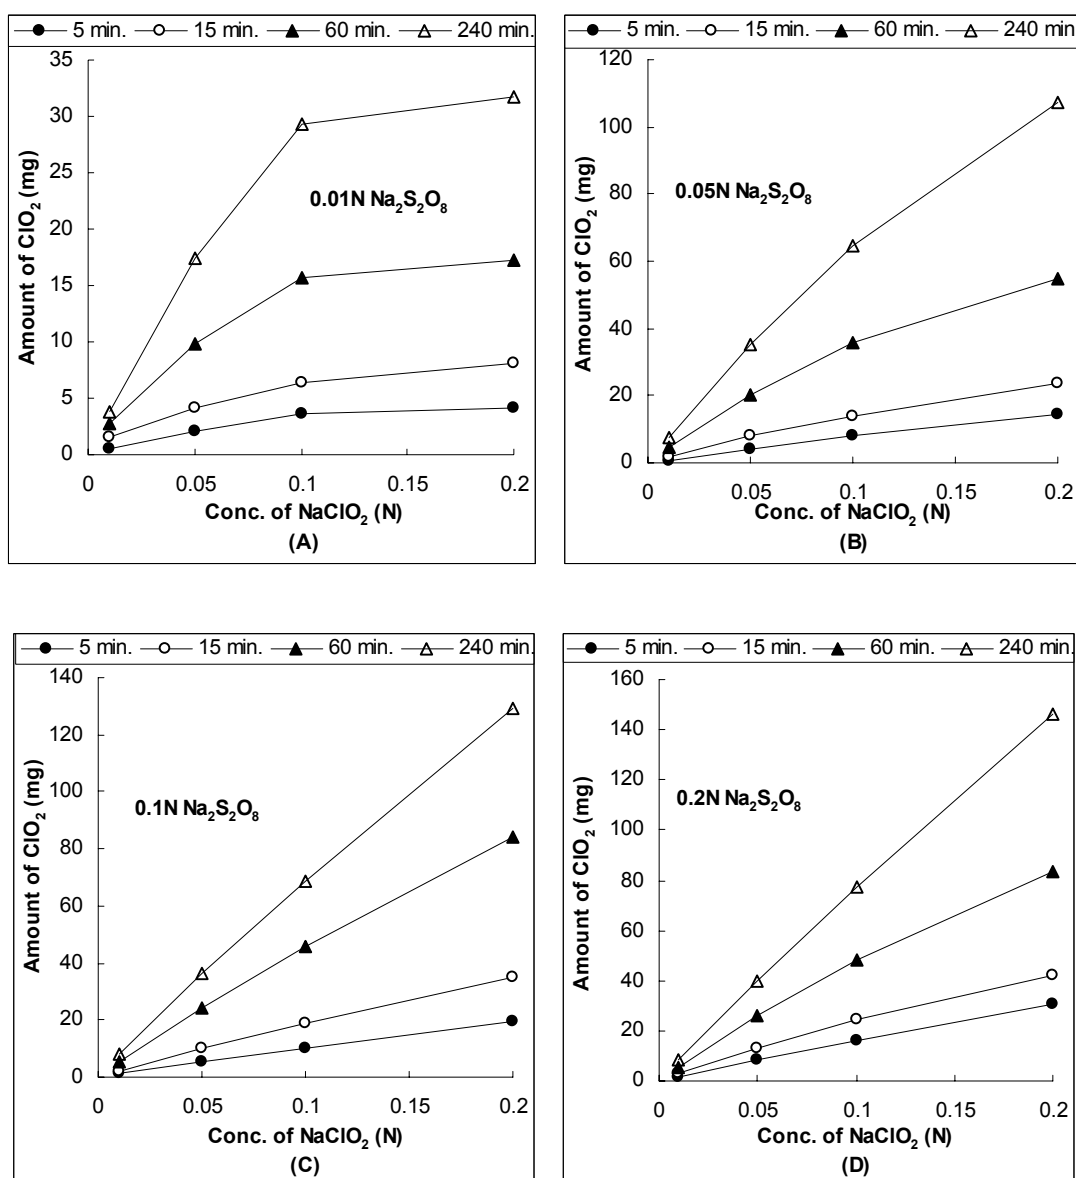 5 min. 15 min. 60 min. 240 min.
35
30
25
20
15
10
5
0
Amount of ClO₂ (mg)
0.01N Na₂S₂O₈
0 0.05 0.1 0.15 0.2
Conc. of NaClO₂ (N)
(A)
5 min. 15 min. 60 min. 240 min
120
100
80
60
40
20
0
Amount of ClO₂ (mg)
0.05N Na₂S₂O₈
0 0.05 0.1 0.15 0.2
Conc. of NaClO₂ (N)
(B)
5 min. 15 min. 60 min. 240 min.
140
120
100
80
60
40
20
0
Amount of ClO₂ (mg)
0.1N Na₂S₂O₈
0 0.05 0.1 0.15 0.2
Conc. of NaClO₂ (N)
(C)
5 min. 15 min. 60 min. 240 min.
160
140
120
100
80
60
40
20
0
Amount of ClO₂ (mg)
0.2N Na₂S₂O₈
0 0.05 0.1 0.15 0.2
Conc. of NaClO₂ (N)
(D)